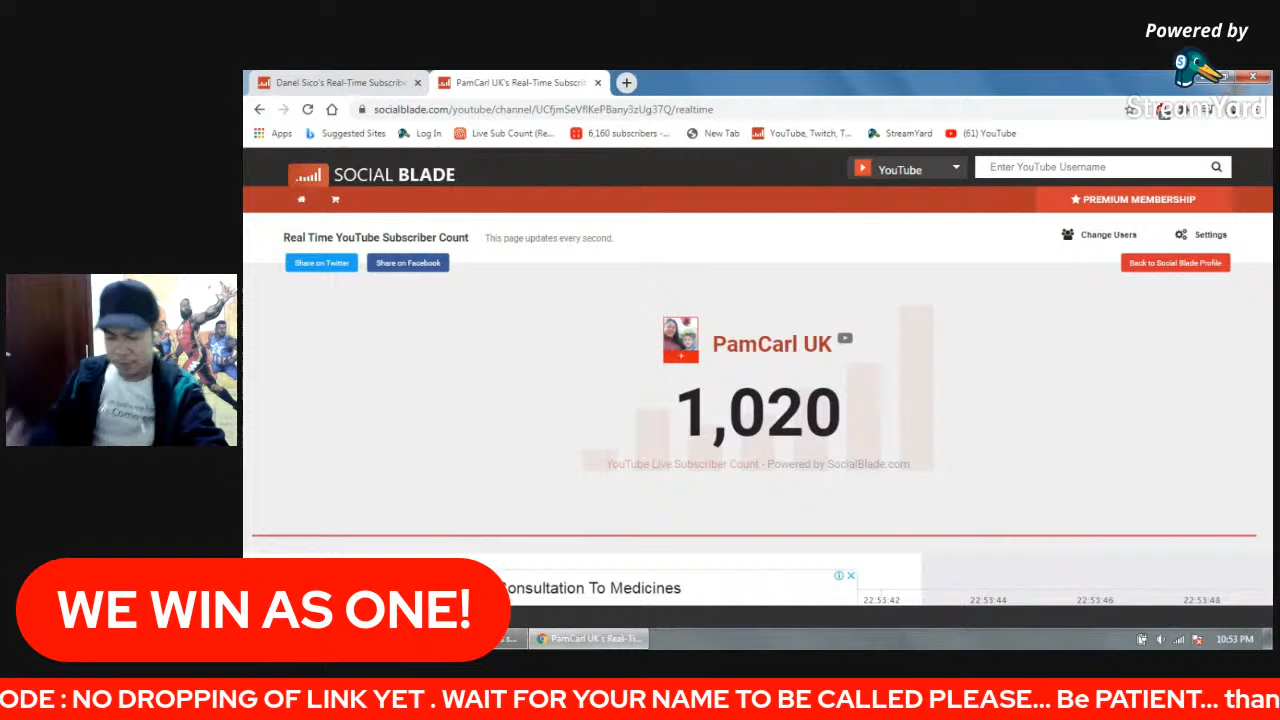 Powered by
StreamYard
Danel Sico's Real-Time Subscribe
PamCarl UK's Real-Time Subscri
socialblade.com/youtube/channel/UCfjmSeVflKePBany3zUg37Q/realtime
Apps
Suggested Sites
Log In
Live Sub Count (Re...
6,160 subscribers -...
New Tab
YouTube, Twitch, T...
StreamYard
(61) YouTube
SOCIAL BLADE
YouTube
Enter YouTube Username
PREMIUM MEMBERSHIP
Real Time YouTube Subscriber Count
This page updates every second.
Change Users
Settings
Share on Twitter
Share on Facebook
Back to Social Blade Profile
PamCarl UK
1,020
YouTube Live Subscriber Count - Powered by SocialBlade.com
onsultation To Medicines
22:53:42
22:53:44
22:53:46
22:53:48
WE WIN AS ONE!
PamCarl UK's Real-Ti...
10:53 PM
ODE : NO DROPPING OF LINK YET . WAIT FOR YOUR NAME TO BE CALLED PLEASE... Be PATIENT... than